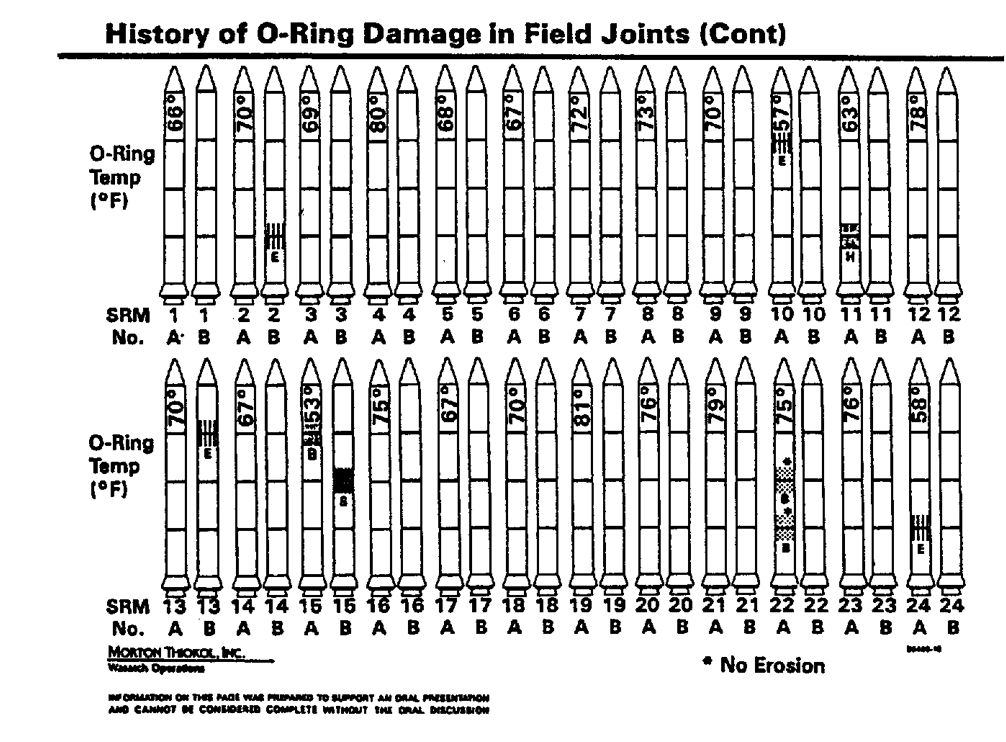 History of O-Ring Damage in Field Joints (Cont)
66° 70° 69° 80° 68° 67° 72° 73° 70° 57° 63° 78°
O-Ring
Temp
(°F)
E
E
H
SRM 1 1 2 2 3 3 4 4 5 5 6 6 7 7 8 8 9 9 10 10 11 11 12 12
No. A B A B A B A B A B A B A B A B A B A B A B A B
70° 67° 53° 75° 67° 70° 81° 76° 79° 75° 76° 58°
O-Ring
Temp
(°F)
E
B
*
B
*
B
E
SRM 13 13 14 14 15 15 16 16 17 17 18 18 19 19 20 20 21 21 22 22 23 23 24 24
No. A B A B A B A B A B A B A B A B A B A B A B A B
MORTON THIOKOL, INC.
Wasatch Operations
* No Erosion
INFORMATION ON THIS PAGE WAS PREPARED TO SUPPORT AN ORAL PRESENTATION
AND CANNOT BE CONSIDERED COMPLETE WITHOUT THE ORAL DISCUSSION